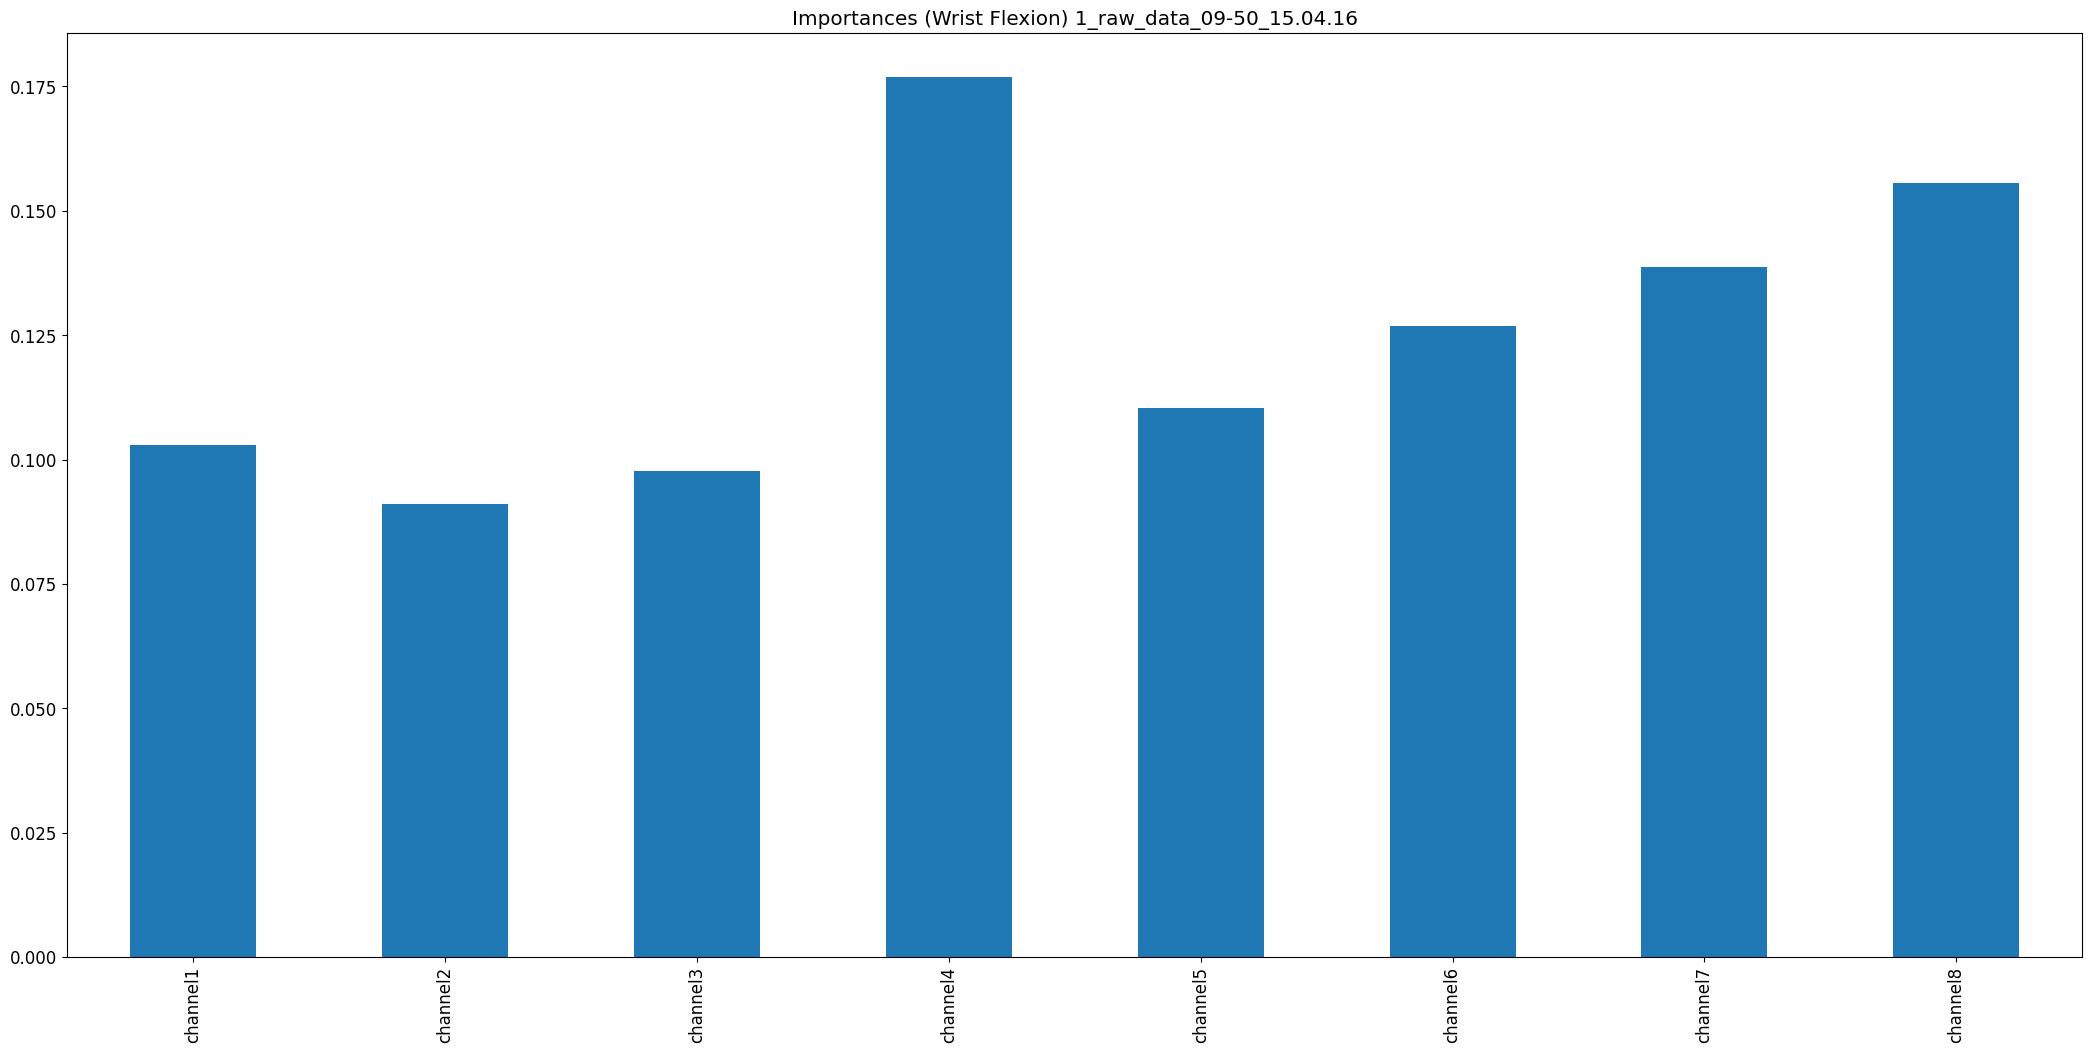 Importances (Wrist Flexion) 1_raw_data_09-50_15.04.16
0.175
0.150
0.125
0.100
0.075
0.050
0.025
0.000
channel1
channel2
channel3
channel4
channel5
channel6
channel7
channel8